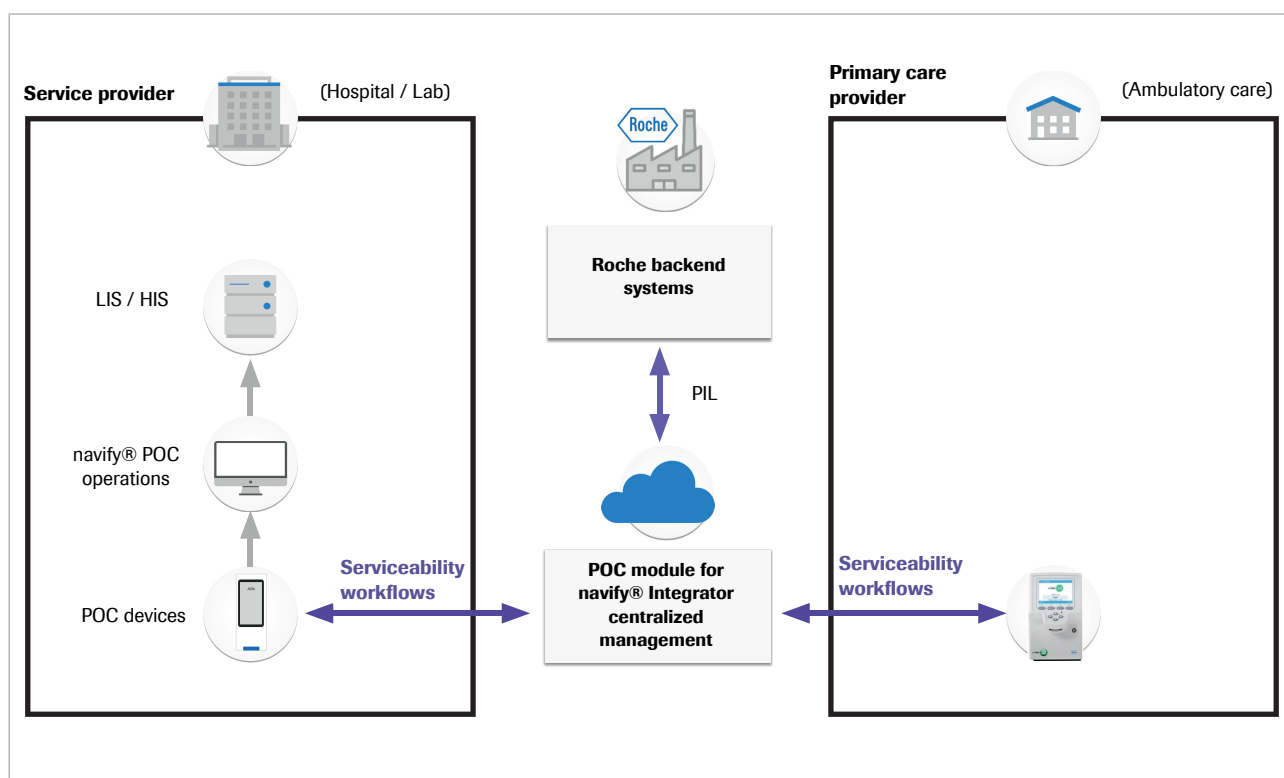 Service provider
(Hospital / Lab)
Roche
Primary care
provider
(Ambulatory care)
Roche backend
systems
LIS / HIS
PIL
navify® POC
operations
Serviceability
workflows
POC module for
navify® Integrator
centralized
management
Serviceability
workflows
POC devices